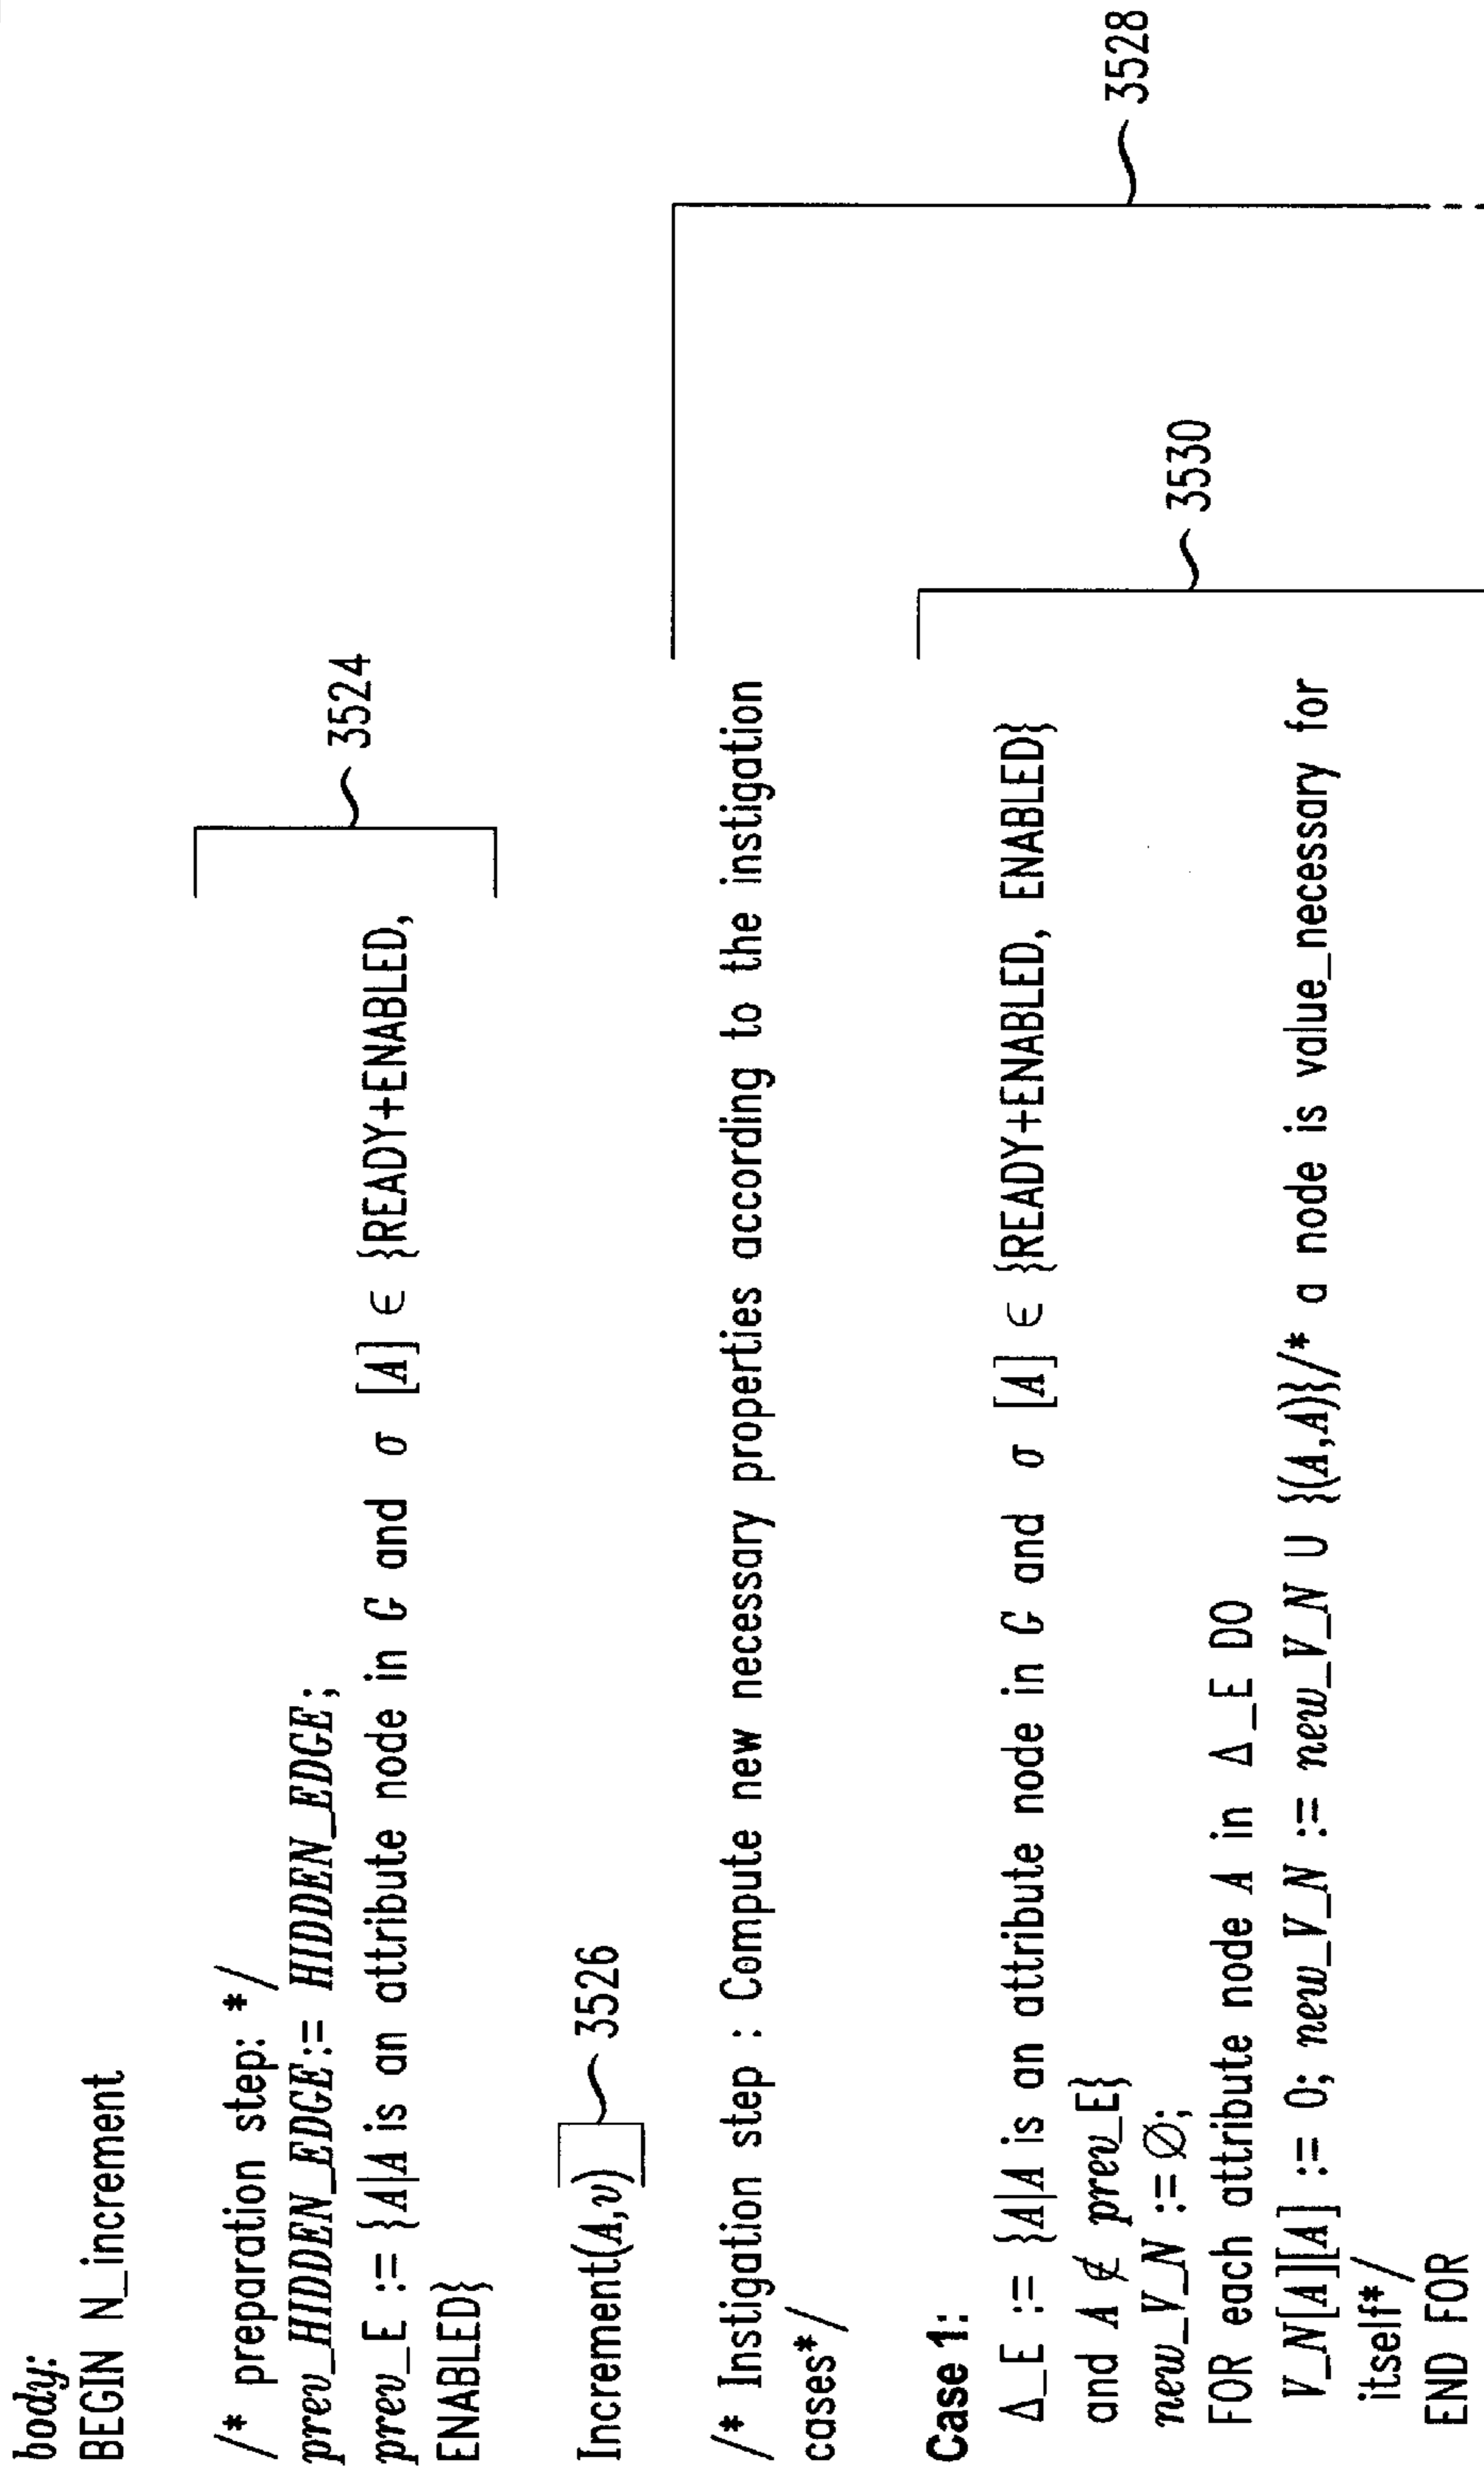 body:
BEGIN N_increment
/* preparation step: */
prev_HIDDEN_EDGE:= HIDDEN_EDGE;
prev_E := {A|A is an attribute node in G and σ [A] ∈ {READY+ENABLED,
ENABLED}
3524
Increment(A,v)
3526
/* Instigation step : Compute new necessary properties according to the instigation
cases*/
3528
Case 1:
Δ_E := {A|A is an attribute node in G and σ [A] ∈ {READY+ENABLED, ENABLED}
and A ∉ prev_E}
new_V_N :=∅;
FOR each attribute node A in Δ_E DO
V_N[A][A] := 0; new_V_N := new_V_N ∪ {(A,A)}/* a node is value_necessary for
itself*/
END FOR
3530